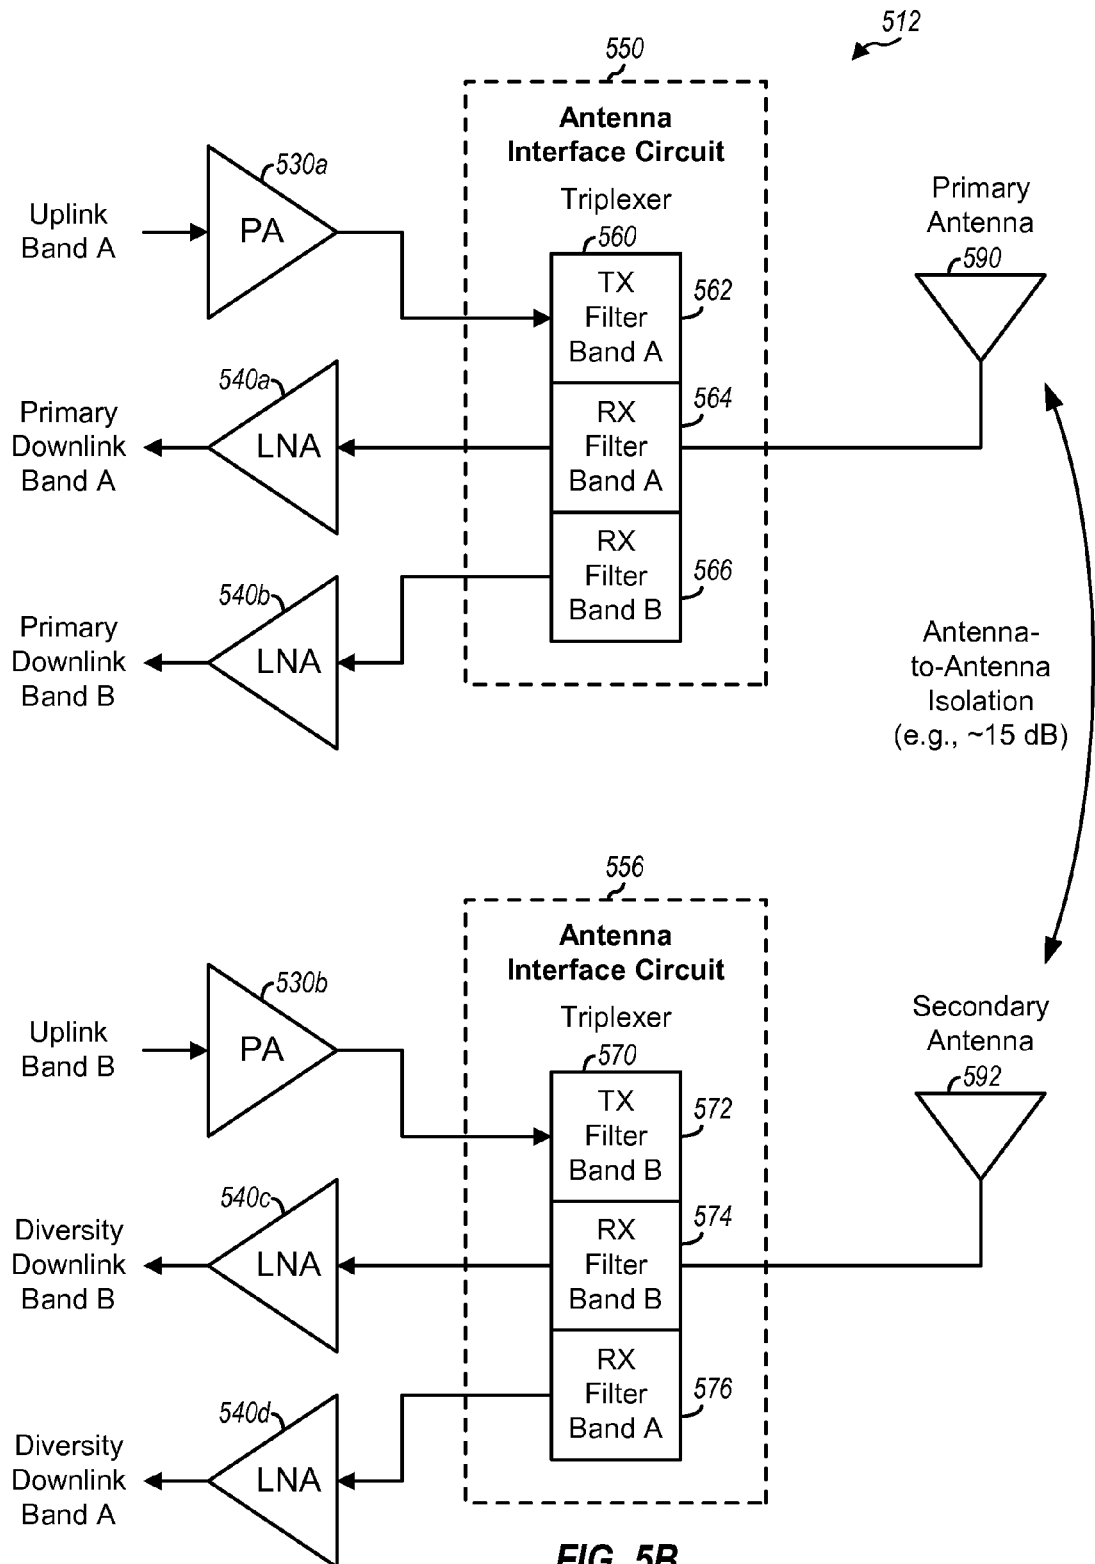 512
550
Antenna
Interface Circuit
Triplexer
560
530a
Uplink
Band A
PA
TX
Filter
Band A
562
Primary
Antenna
590
540a
Primary
Downlink
Band A
LNA
RX
Filter
Band A
564
540b
Primary
Downlink
Band B
LNA
RX
Filter
Band B
566
Antenna-
to-Antenna
Isolation
(e.g., ~15 dB)
556
Antenna
Interface Circuit
Triplexer
570
530b
Uplink
Band B
PA
TX
Filter
Band B
572
Secondary
Antenna
592
540c
Diversity
Downlink
Band B
LNA
RX
Filter
Band B
574
540d
Diversity
Downlink
Band A
LNA
RX
Filter
Band A
576
FIG. 5B